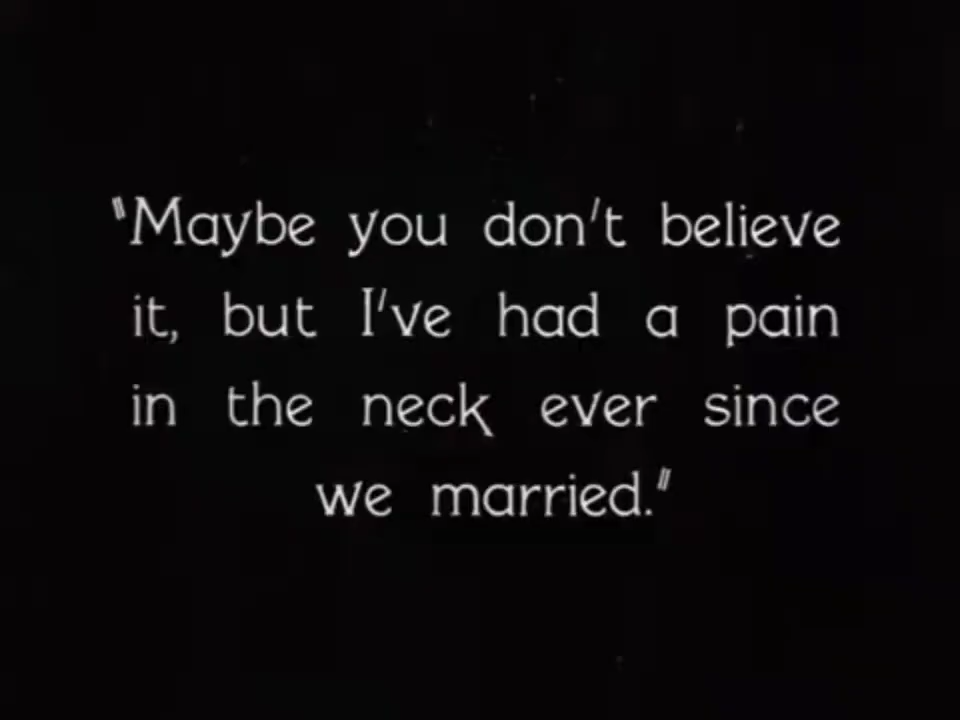 "Maybe you don't believe
it, but I've had a pain
in the neck ever since
we married."